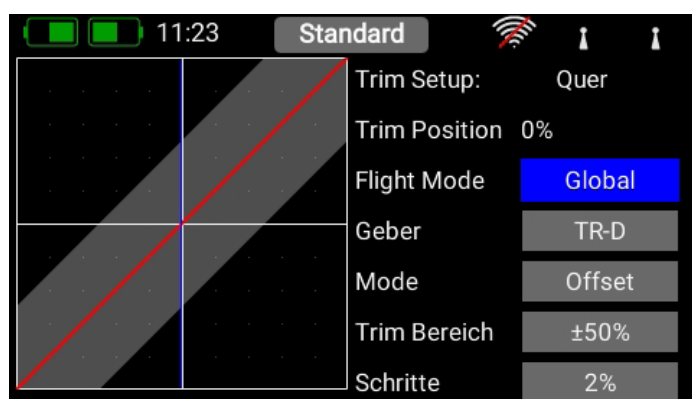 11:23 Standard
Trim Setup: Quer
Trim Position 0%
Flight Mode Global
Geber TR-D
Mode Offset
Trim Bereich ±50%
Schritte 2%